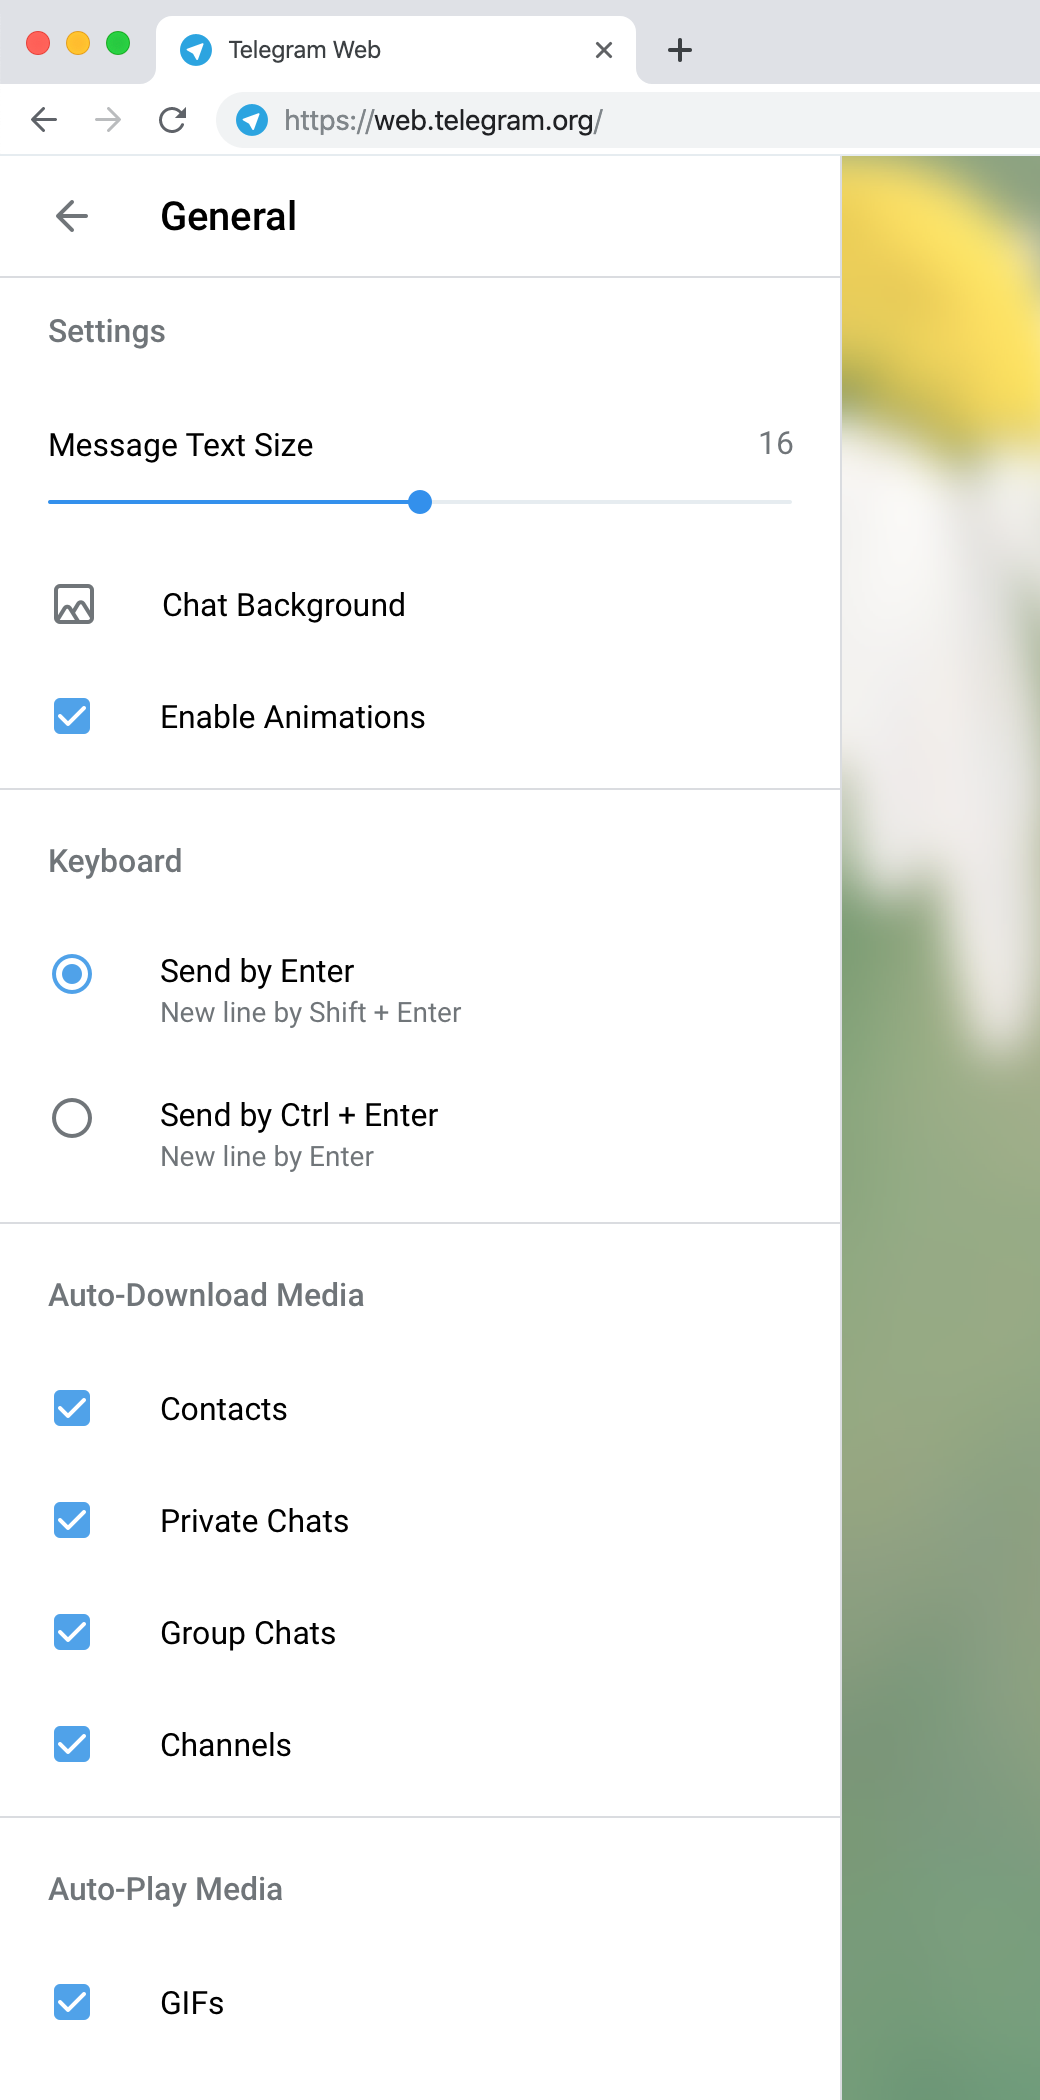 Telegram Web
https://web.telegram.org/
General
Settings
Message Text Size 16
Chat Background
Enable Animations
Keyboard
Send by Enter
New line by Shift + Enter
Send by Ctrl + Enter
New line by Enter
Auto-Download Media
Contacts
Private Chats
Group Chats
Channels
Auto-Play Media
GIFs